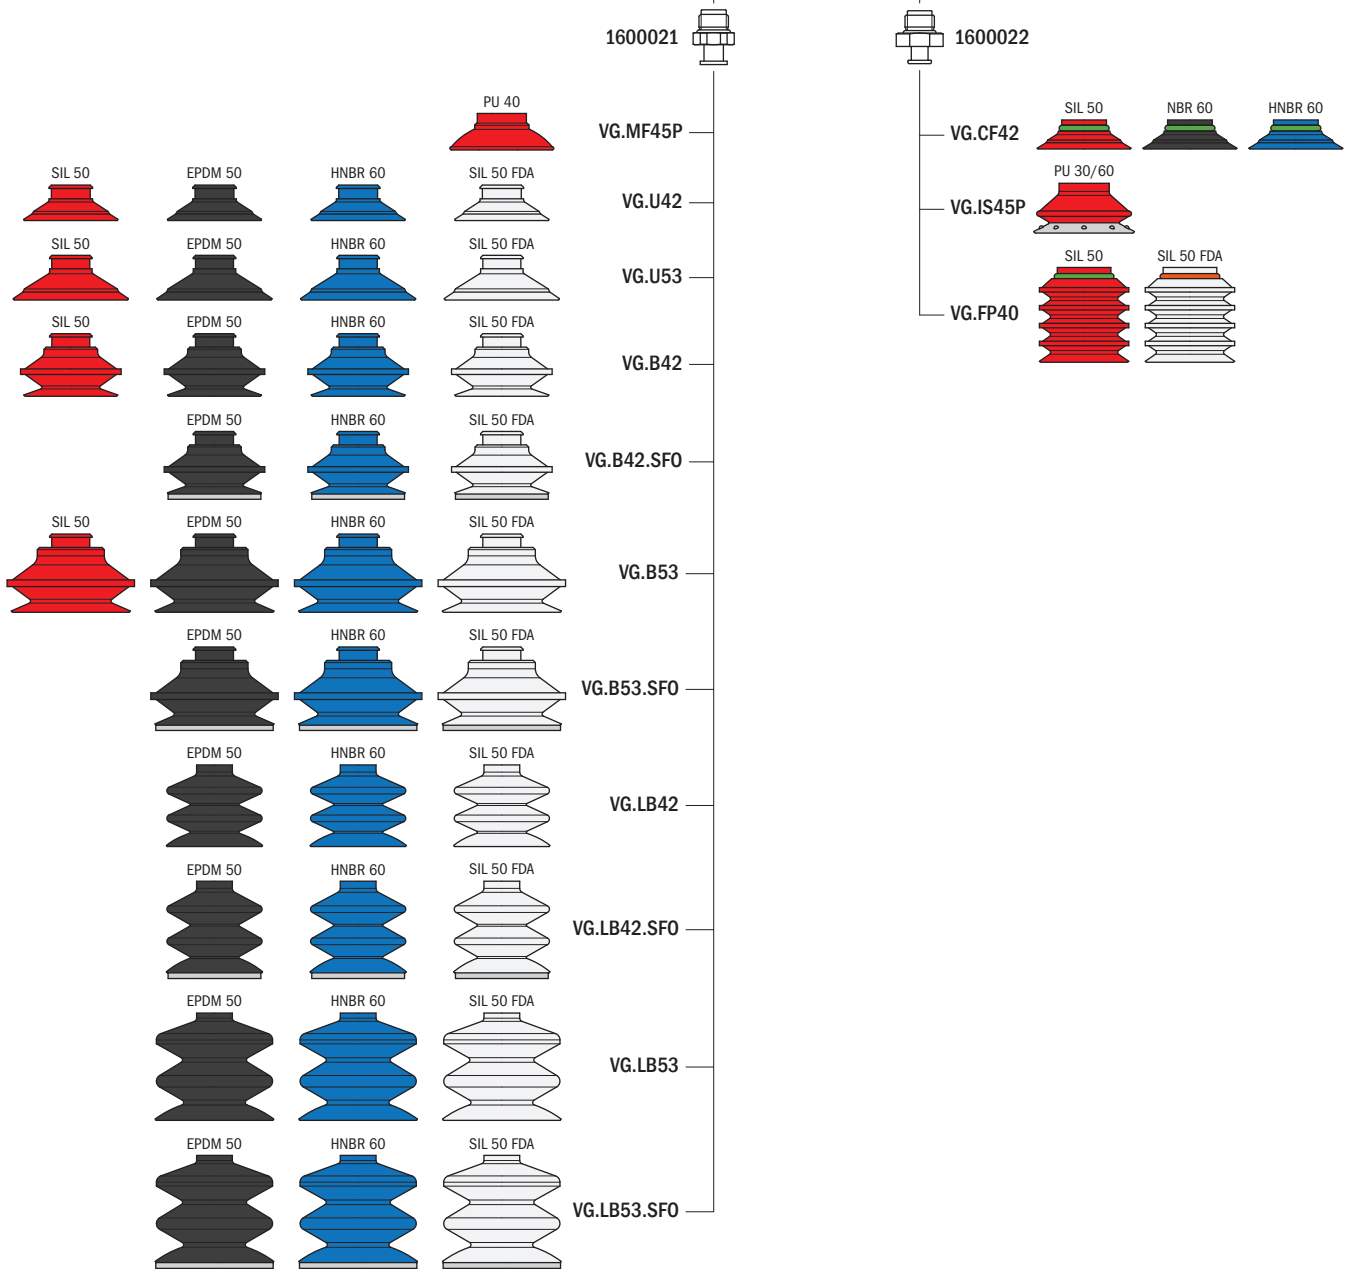 1600021
1600022
PU 40
VG.MF45P
SIL 50 NBR 60 HNBR 60
VG.CF42
SIL 50 EPDM 50 HNBR 60 SIL 50 FDA
VG.U42
PU 30/60
VG.IS45P
SIL 50 EPDM 50 HNBR 60 SIL 50 FDA
VG.U53
SIL 50 SIL 50 FDA
VG.FP40
SIL 50 EPDM 50 HNBR 60 SIL 50 FDA
VG.B42
EPDM 50 HNBR 60 SIL 50 FDA
VG.B42.SF0
SIL 50 EPDM 50 HNBR 60 SIL 50 FDA
VG.B53
EPDM 50 HNBR 60 SIL 50 FDA
VG.B53.SF0
EPDM 50 HNBR 60 SIL 50 FDA
VG.LB42
EPDM 50 HNBR 60 SIL 50 FDA
VG.LB42.SF0
EPDM 50 HNBR 60 SIL 50 FDA
VG.LB53
EPDM 50 HNBR 60 SIL 50 FDA
VG.LB53.SF0